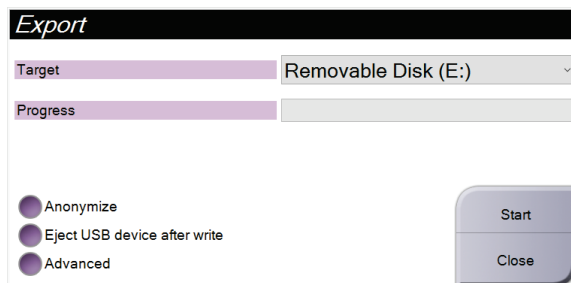 Export
Target
Removable Disk (E:)
Progress
Anonymize
Eject USB device after write
Advanced
Start
Close